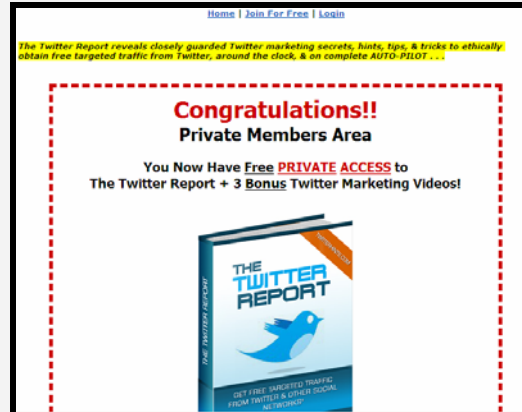 Home | Join For Free | Login
The Twitter Report reveals closely guarded Twitter marketing secrets, hints, tips, & tricks to ethically
obtain free targeted traffic from Twitter, around the clock, & on complete AUTO-PILOT . . .
Congratulations!!
Private Members Area
You Now Have Free PRIVATE ACCESS to
The Twitter Report + 3 Bonus Twitter Marketing Videos!
THE
TWITTER
REPORT
THE TWITTER REPORT
GET FREE TARGETED TRAFFIC
FROM TWITTER & OTHER SOCIAL
NETWORKS*